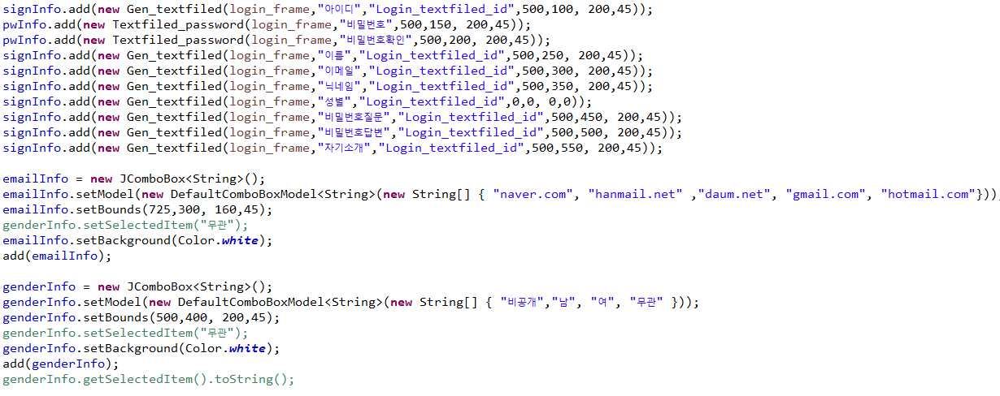 signInfo.add(new Gen_textfiled(login_frame,"아이디","Login_textfiled_id",500,100, 200,45));
pwInfo.add(new Textfiled_password(login_frame,"비밀번호",500,150, 200,45));
pwInfo.add(new Textfiled_password(login_frame,"비밀번호확인",500,200, 200,45));
signInfo.add(new Gen_textfiled(login_frame,"이름","Login_textfiled_id",500,250, 200,45));
signInfo.add(new Gen_textfiled(login_frame,"이메일","Login_textfiled_id",500,300, 200,45));
signInfo.add(new Gen_textfiled(login_frame,"닉네임","Login_textfiled_id",500,350, 200,45));
signInfo.add(new Gen_textfiled(login_frame,"성별","Login_textfiled_id",0,0, 0,0));
signInfo.add(new Gen_textfiled(login_frame,"비밀번호질문","Login_textfiled_id",500,450, 200,45));
signInfo.add(new Gen_textfiled(login_frame,"비밀번호답변","Login_textfiled_id",500,500, 200,45));
signInfo.add(new Gen_textfiled(login_frame,"자기소개","Login_textfiled_id",500,550, 200,45));
emailInfo = new JComboBox<String>();
emailInfo.setModel(new DefaultComboBoxModel<String>(new String[] { "naver.com", "hanmail.net" ,"daum.net", "gmail.com", "hotmail.com"}));
emailInfo.setBounds(725,300, 160,45);
genderInfo.setSelectedItem("무관");
emailInfo.setBackground(Color.white);
add(emailInfo);
genderInfo = new JComboBox<String>();
genderInfo.setModel(new DefaultComboBoxModel<String>(new String[] { "비공개","남", "여", "무관" }));
genderInfo.setBounds(500,400, 200,45);
genderInfo.setSelectedItem("무관");
genderInfo.setBackground(Color.white);
add(genderInfo);
genderInfo.getSelectedItem().toString();